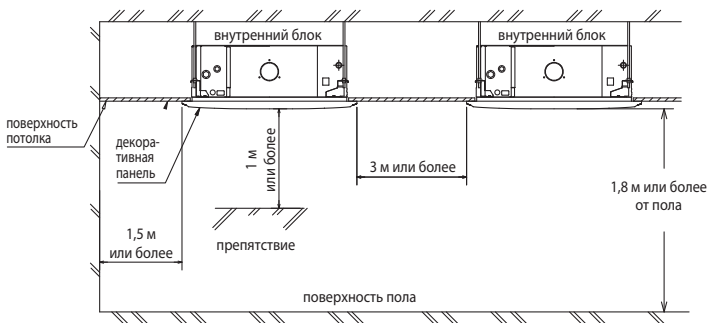 внутренний блок
внутренний блок
поверхность
потолка
декора-
тивная
панель
1 м
или более
3 м или более
1,8 м или более
от пола
1,5 м
или более
препятствие
поверхность пола